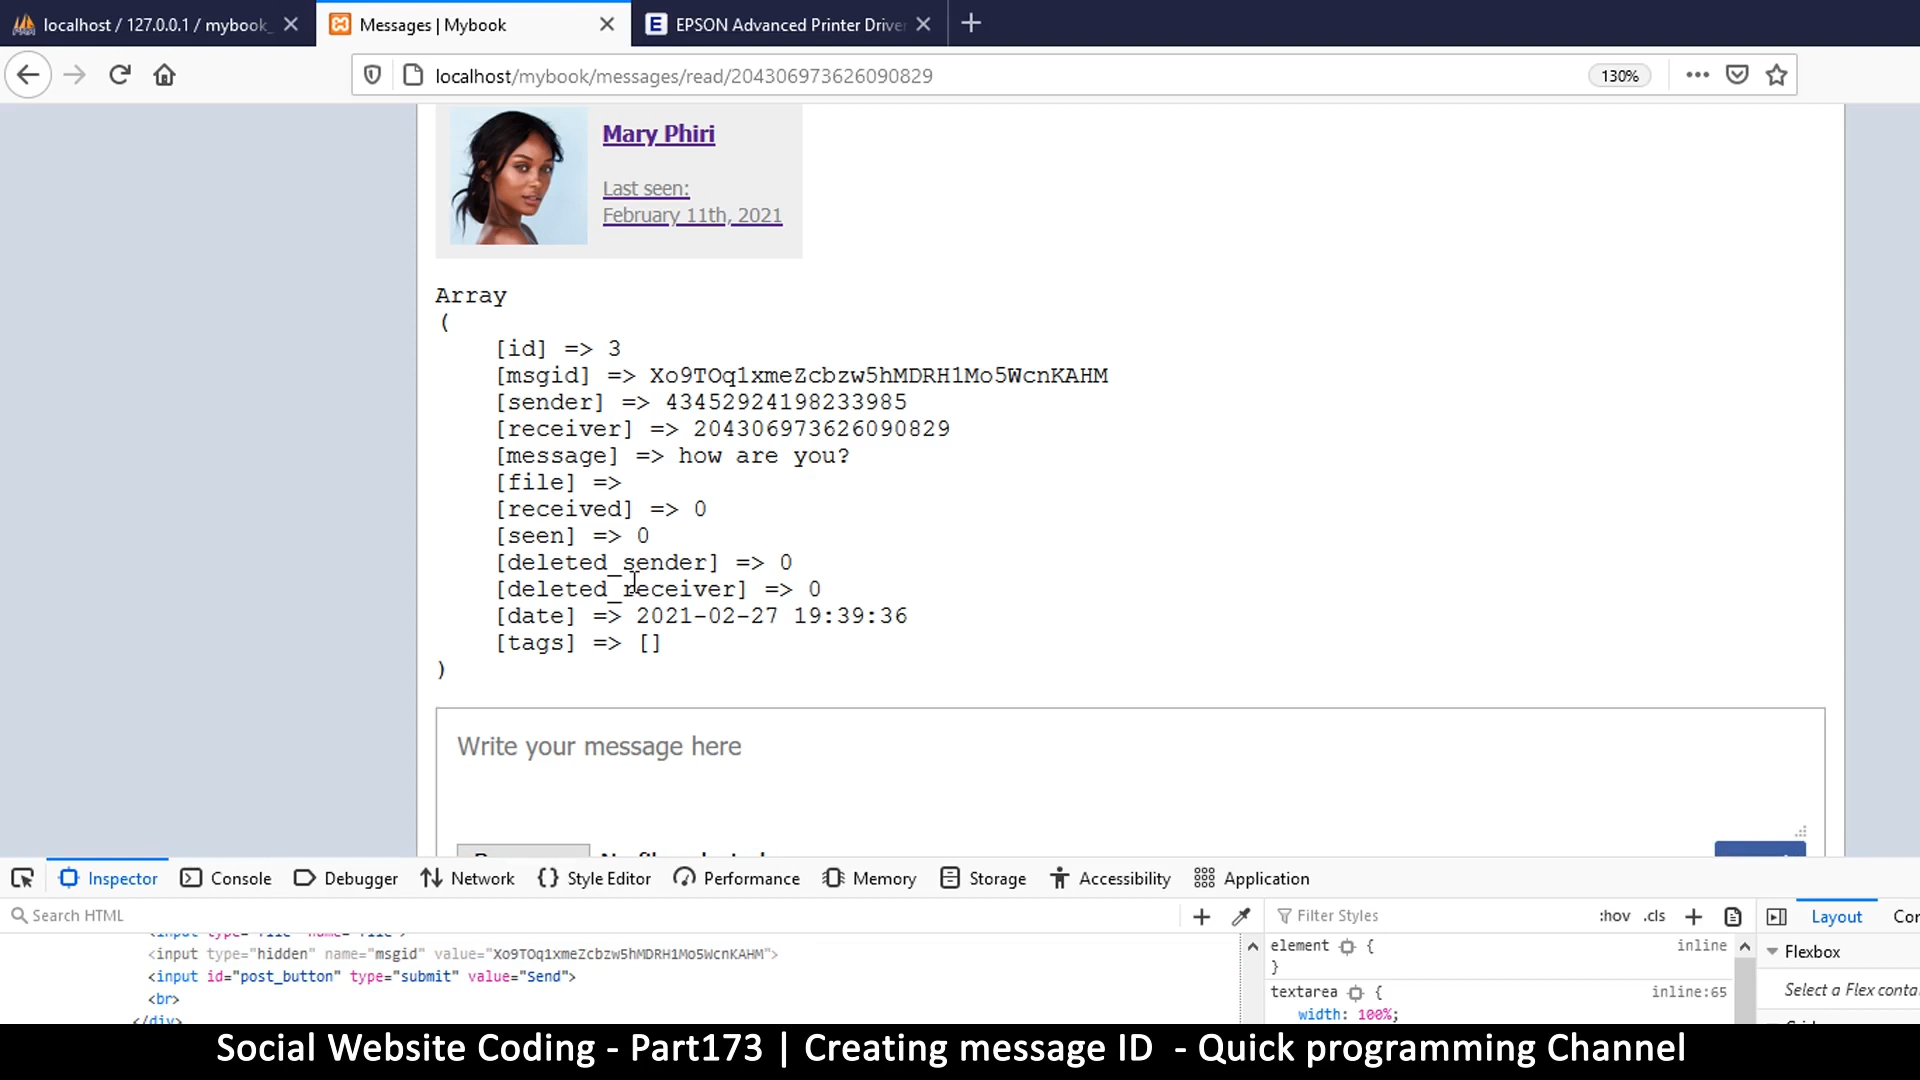 localhost / 127.0.0.1 / mybook_
Messages | Mybook
EPSON Advanced Printer Driver
localhost/mybook/messages/read/204306973626090829
130%
Mary Phiri
Last seen:
February 11th, 2021
Array
(
[id] => 3
[msgid] => Xo9TOq1xmeZcbzw5hMDRH1Mo5WcnKAHM
[sender] => 43452924198233985
[receiver] => 204306973626090829
[message] => how are you?
[file] =>
[received] => 0
[seen] => 0
[deleted_sender] => 0
[deleted_receiver] => 0
[date] => 2021-02-27 19:39:36
[tags] => []
)
Write your message here
Inspector
Console
Debugger
Network
Style Editor
Performance
Memory
Storage
Accessibility
Application
Search HTML
Filter Styles
:hov .cls
Layout
<input type="hidden" name="msgid" value="Xo9TOq1xmeZcbzw5hMDRH1Mo5WcnKAHM">
<input id="post_button" type="submit" value="Send">
<br>
</div>
element {
inline
}
textarea {
inline:65
width: 100%;
Flexbox
Select a Flex conta
Social Website Coding - Part173 | Creating message ID - Quick programming Channel